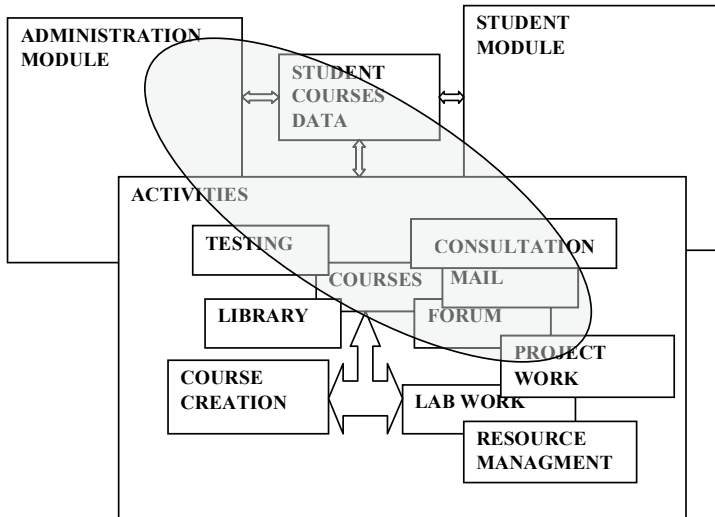 ADMINISTRATION
MODULE
STUDENT
COURSES
DATA
STUDENT
MODULE
ACTIVITIES
TESTING
CONSULTATION
COURSES
MAIL
LIBRARY
FORUM
PROJECT
WORK
COURSE
CREATION
LAB WORK
RESOURCE
MANAGMENT